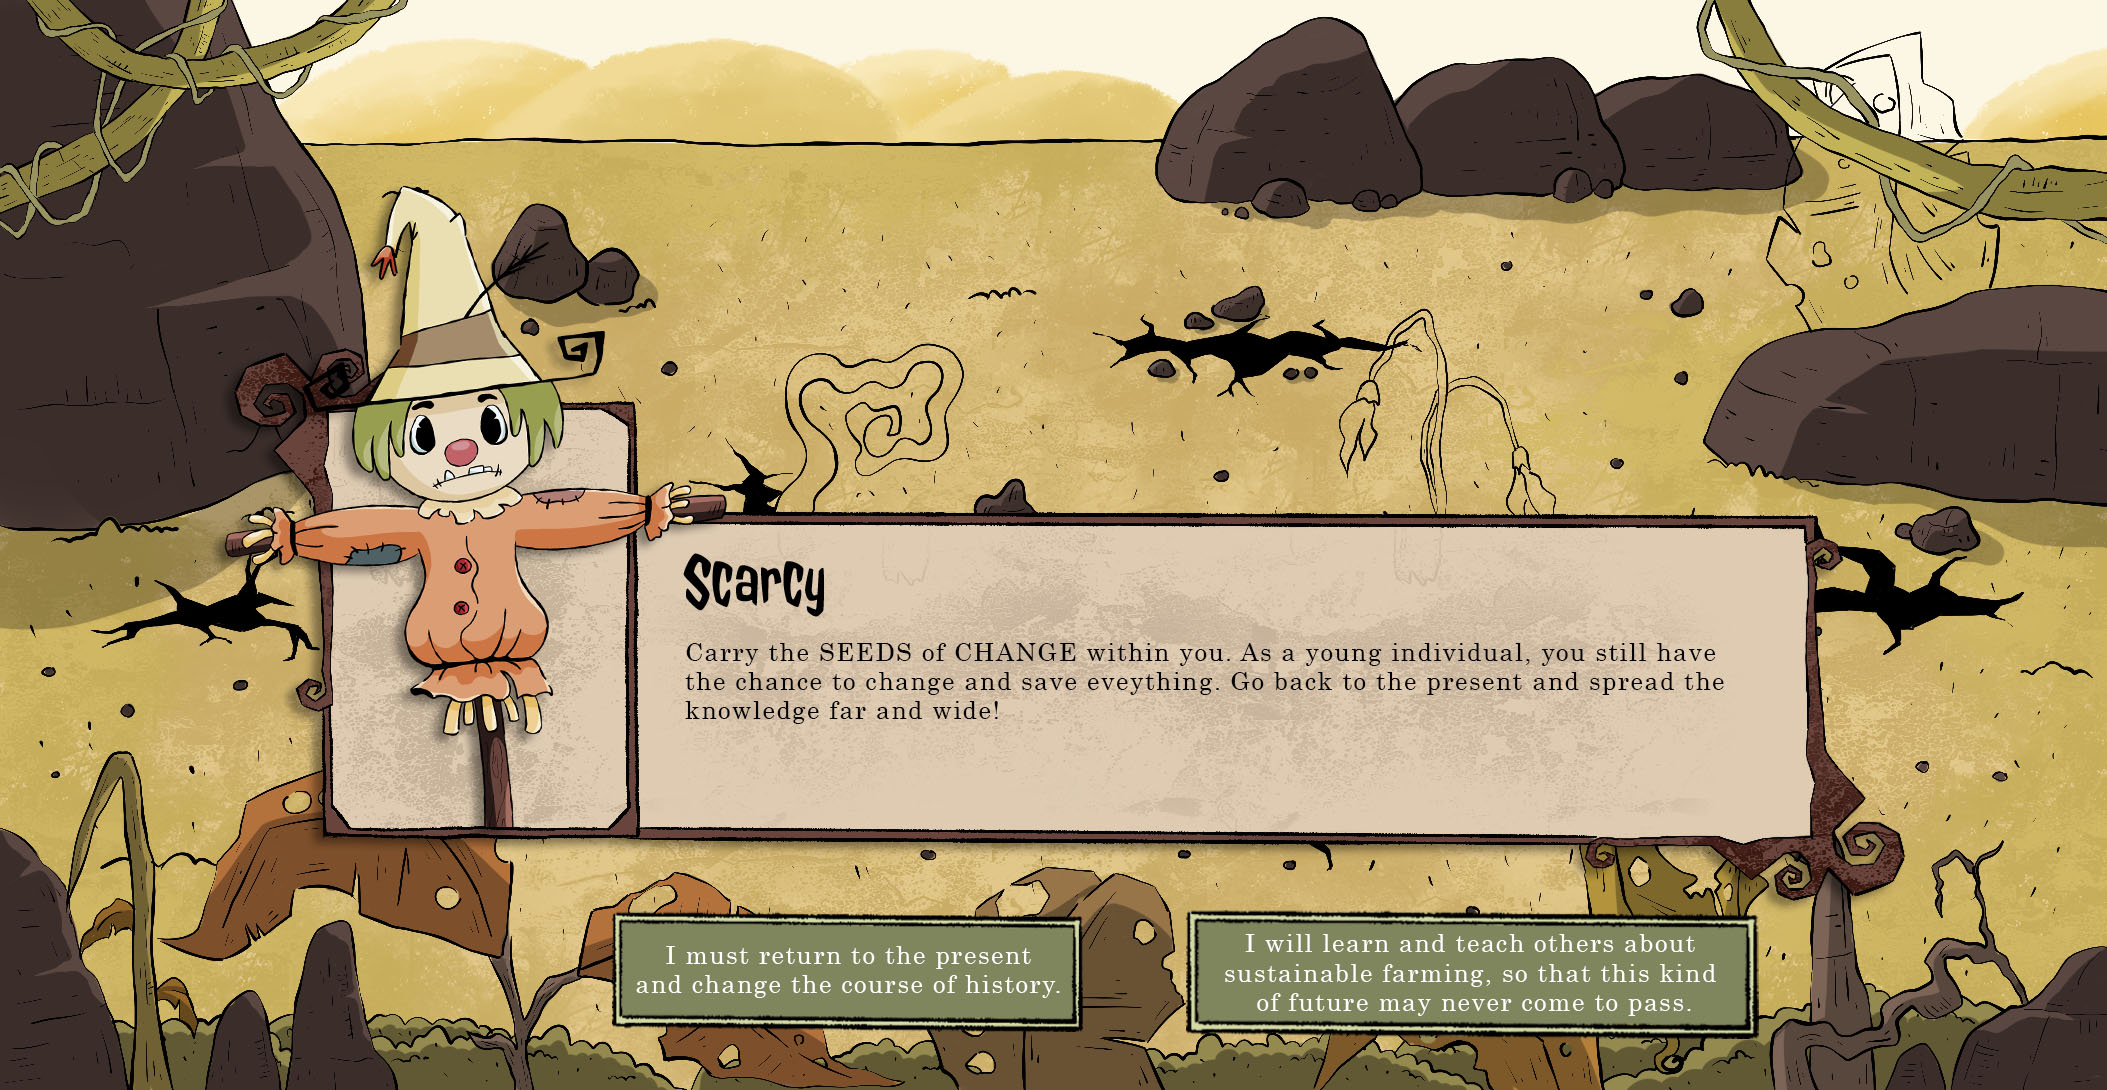 Scarcy
Carry the SEEDS of CHANGE within you. As a young individual, you still have
the chance to change and save eveything. Go back to the present and spread the
knowledge far and wide!
I must return to the present
and change the course of history.
I will learn and teach others about
sustainable farming, so that this kind
of future may never come to pass.